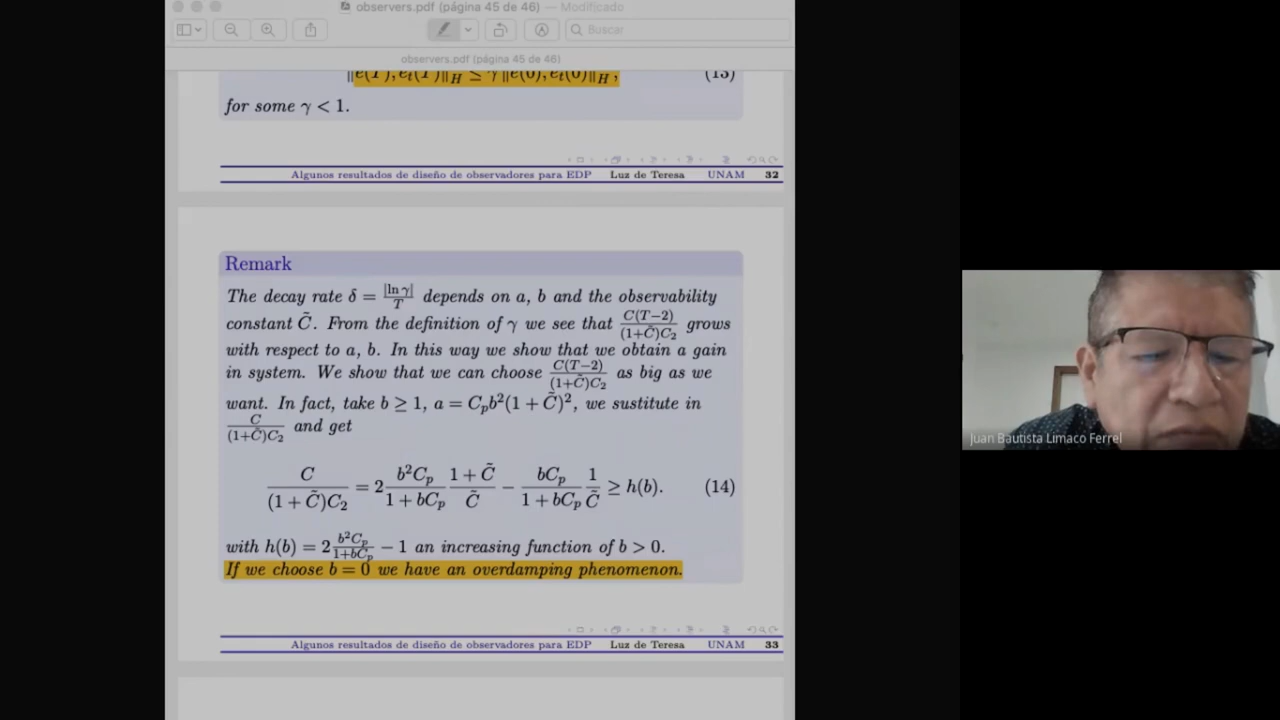 observers.pdf (página 45 de 46) — Modificado
Buscar
observers.pdf (página 45 de 46)
‖e(T), e_t(T)‖_H ≤ γ ‖e(0), e_t(0)‖_H, (13)
for some γ < 1.
Algunos resultados de diseño de observadores para EDP Luz de Teresa UNAM 32
Remark
The decay rate δ = |ln γ|/T depends on a, b and the observability
constant C̃. From the definition of γ we see that C(T−2)/((1+C̃)C₂) grows
with respect to a, b. In this way we show that we obtain a gain
in system. We show that we can choose C(T−2)/((1+C̃)C₂) as big as we
want. In fact, take b ≥ 1, a = C_p b²(1 + C̃)², we sustitute in
C/((1+C̃)C₂) and get
C/((1 + C̃)C₂) = 2 b²C_p/(1 + bC_p) (1 + C̃)/C̃ − bC_p/(1 + bC_p) 1/C̃ ≥ h(b). (14)
with h(b) = 2 b²C_p/(1+bC_p) − 1 an increasing function of b > 0.
If we choose b = 0 we have an overdamping phenomenon.
Algunos resultados de diseño de observadores para EDP Luz de Teresa UNAM 33
Juan Bautista Limaco Ferrel